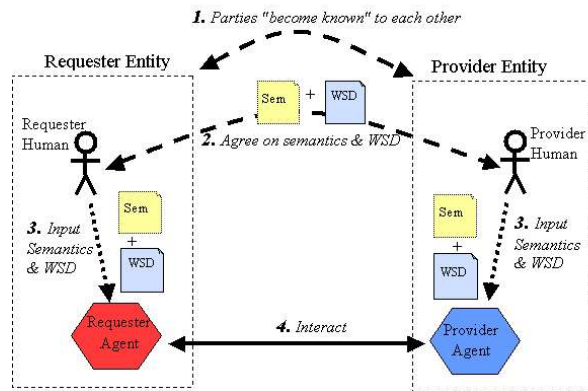 1. Parties "become known" to each other
Requester Entity
Provider Entity
Sem
+
WSD
Requester
Human
2. Agree on semantics & WSD
Provider
Human
3. Input
Semantics
& WSD
Sem
+
WSD
Sem
+
WSD
3. Input
Semantics
& WSD
Requester
Agent
4. Interact
Provider
Agent